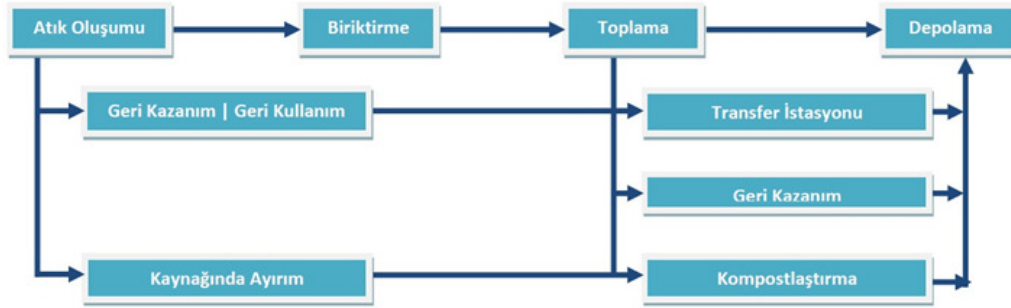 Atık Oluşumu
Biriktirme
Toplama
Depolama
Geri Kazanım | Geri Kullanım
Transfer İstasyonu
Geri Kazanım
Kaynağında Ayırım
Kompostlaştırma